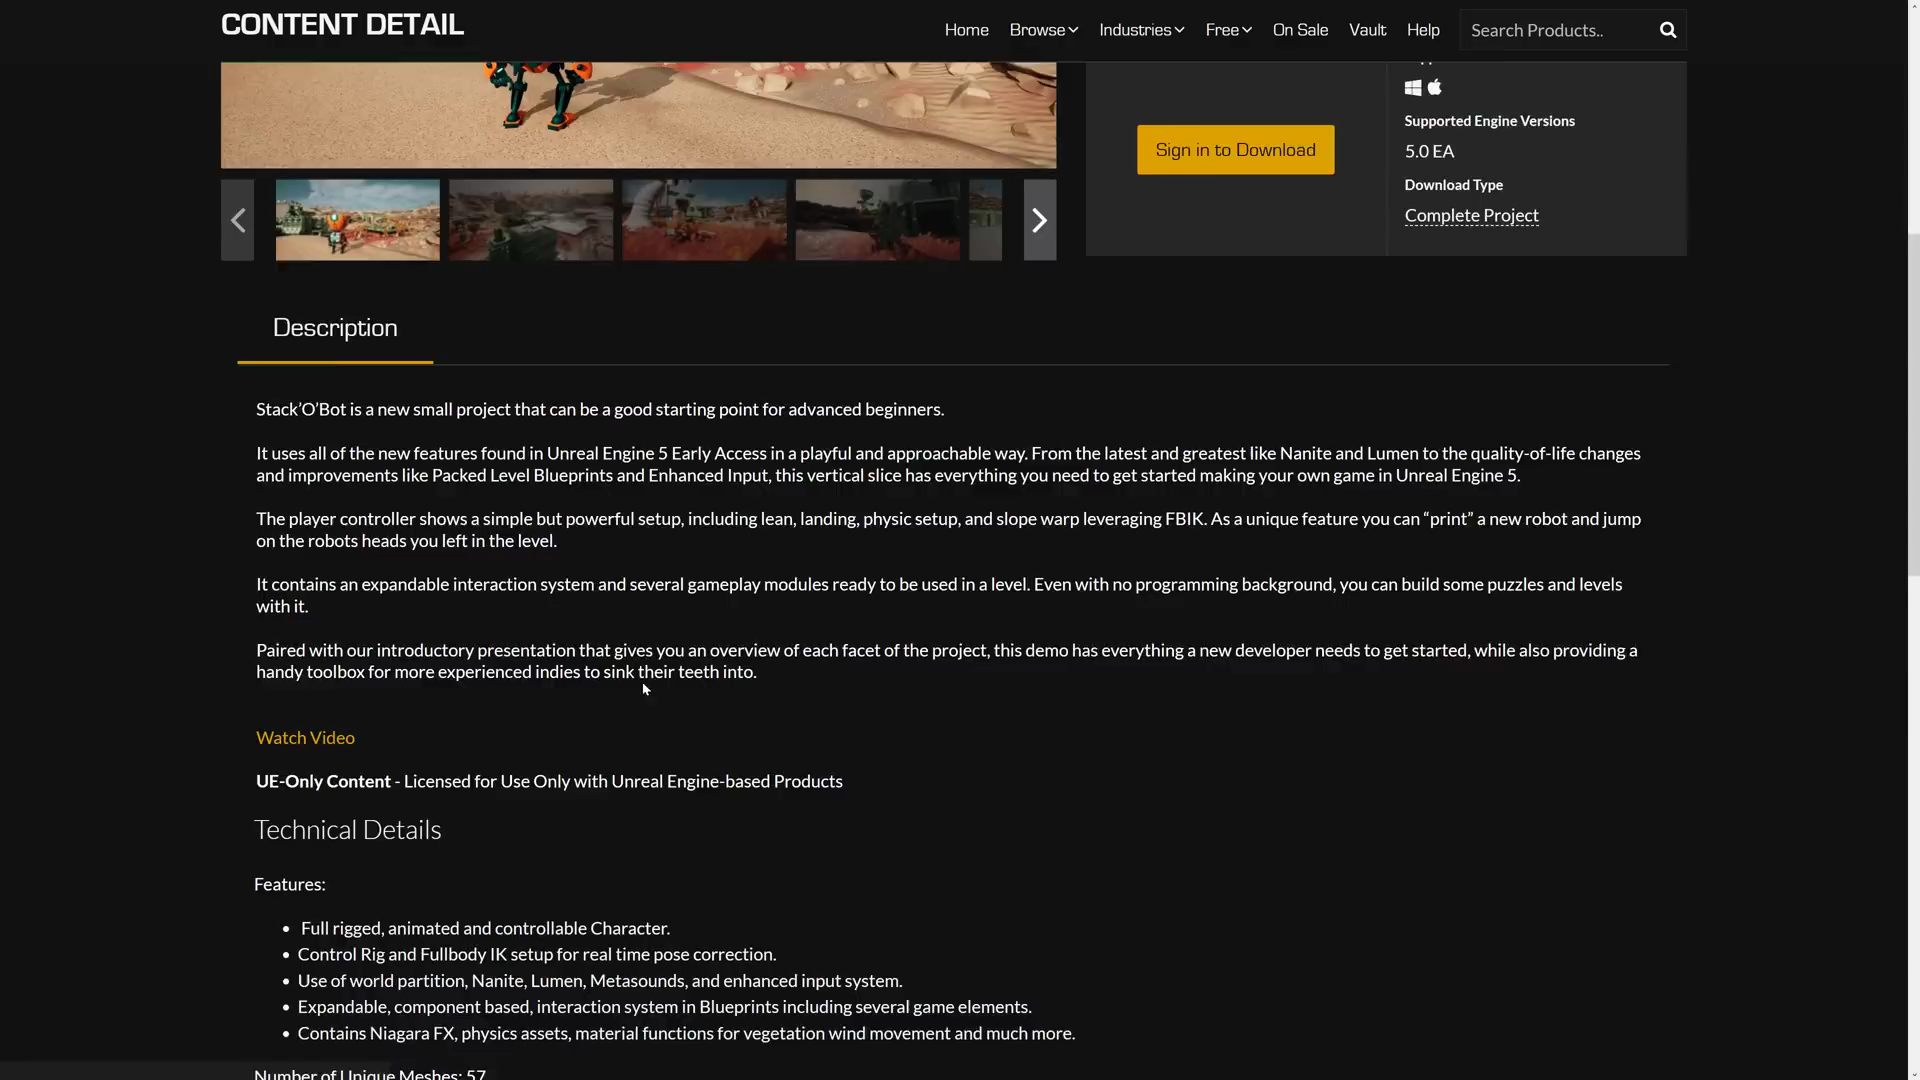 CONTENT DETAIL
Home Browse Industries Free On Sale Vault Help Search Products..
Sign in to Download
Supported Engine Versions
5.0 EA
Download Type
Complete Project
Description
Stack’O’Bot is a new small project that can be a good starting point for advanced beginners.
It uses all of the new features found in Unreal Engine 5 Early Access in a playful and approachable way. From the latest and greatest like Nanite and Lumen to the quality-of-life changes
and improvements like Packed Level Blueprints and Enhanced Input, this vertical slice has everything you need to get started making your own game in Unreal Engine 5.
The player controller shows a simple but powerful setup, including lean, landing, physic setup, and slope warp leveraging FBIK. As a unique feature you can “print” a new robot and jump
on the robots heads you left in the level.
It contains an expandable interaction system and several gameplay modules ready to be used in a level. Even with no programming background, you can build some puzzles and levels
with it.
Paired with our introductory presentation that gives you an overview of each facet of the project, this demo has everything a new developer needs to get started, while also providing a
handy toolbox for more experienced indies to sink their teeth into.
Watch Video
UE-Only Content - Licensed for Use Only with Unreal Engine-based Products
Technical Details
Features:
Full rigged, animated and controllable Character.
Control Rig and Fullbody IK setup for real time pose correction.
Use of world partition, Nanite, Lumen, Metasounds, and enhanced input system.
Expandable, component based, interaction system in Blueprints including several game elements.
Contains Niagara FX, physics assets, material functions for vegetation wind movement and much more.
Number of Unique Meshes: 57